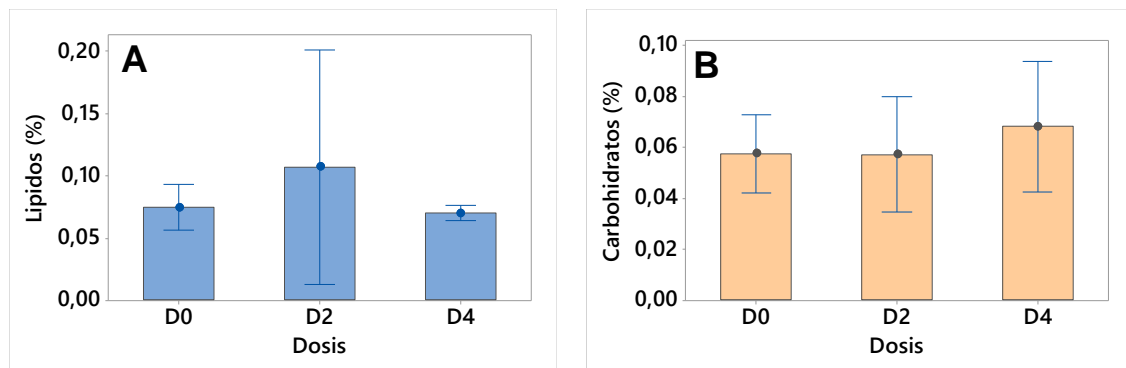 A
Lipidos (%)
0,20
0,15
0,10
0,05
0,00
D0 D2 D4
Dosis
B
Carbohidratos (%)
0,10
0,08
0,06
0,04
0,02
0,00
D0 D2 D4
Dosis